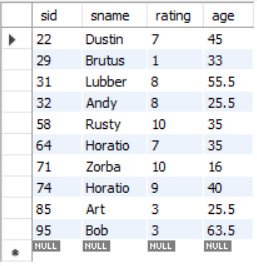 sid sname rating age
22 Dustin 7 45
29 Brutus 1 33
31 Lubber 8 55.5
32 Andy 8 25.5
58 Rusty 10 35
64 Horatio 7 35
71 Zorba 10 16
74 Horatio 9 40
85 Art 3 25.5
95 Bob 3 63.5
NULL NULL NULL NULL